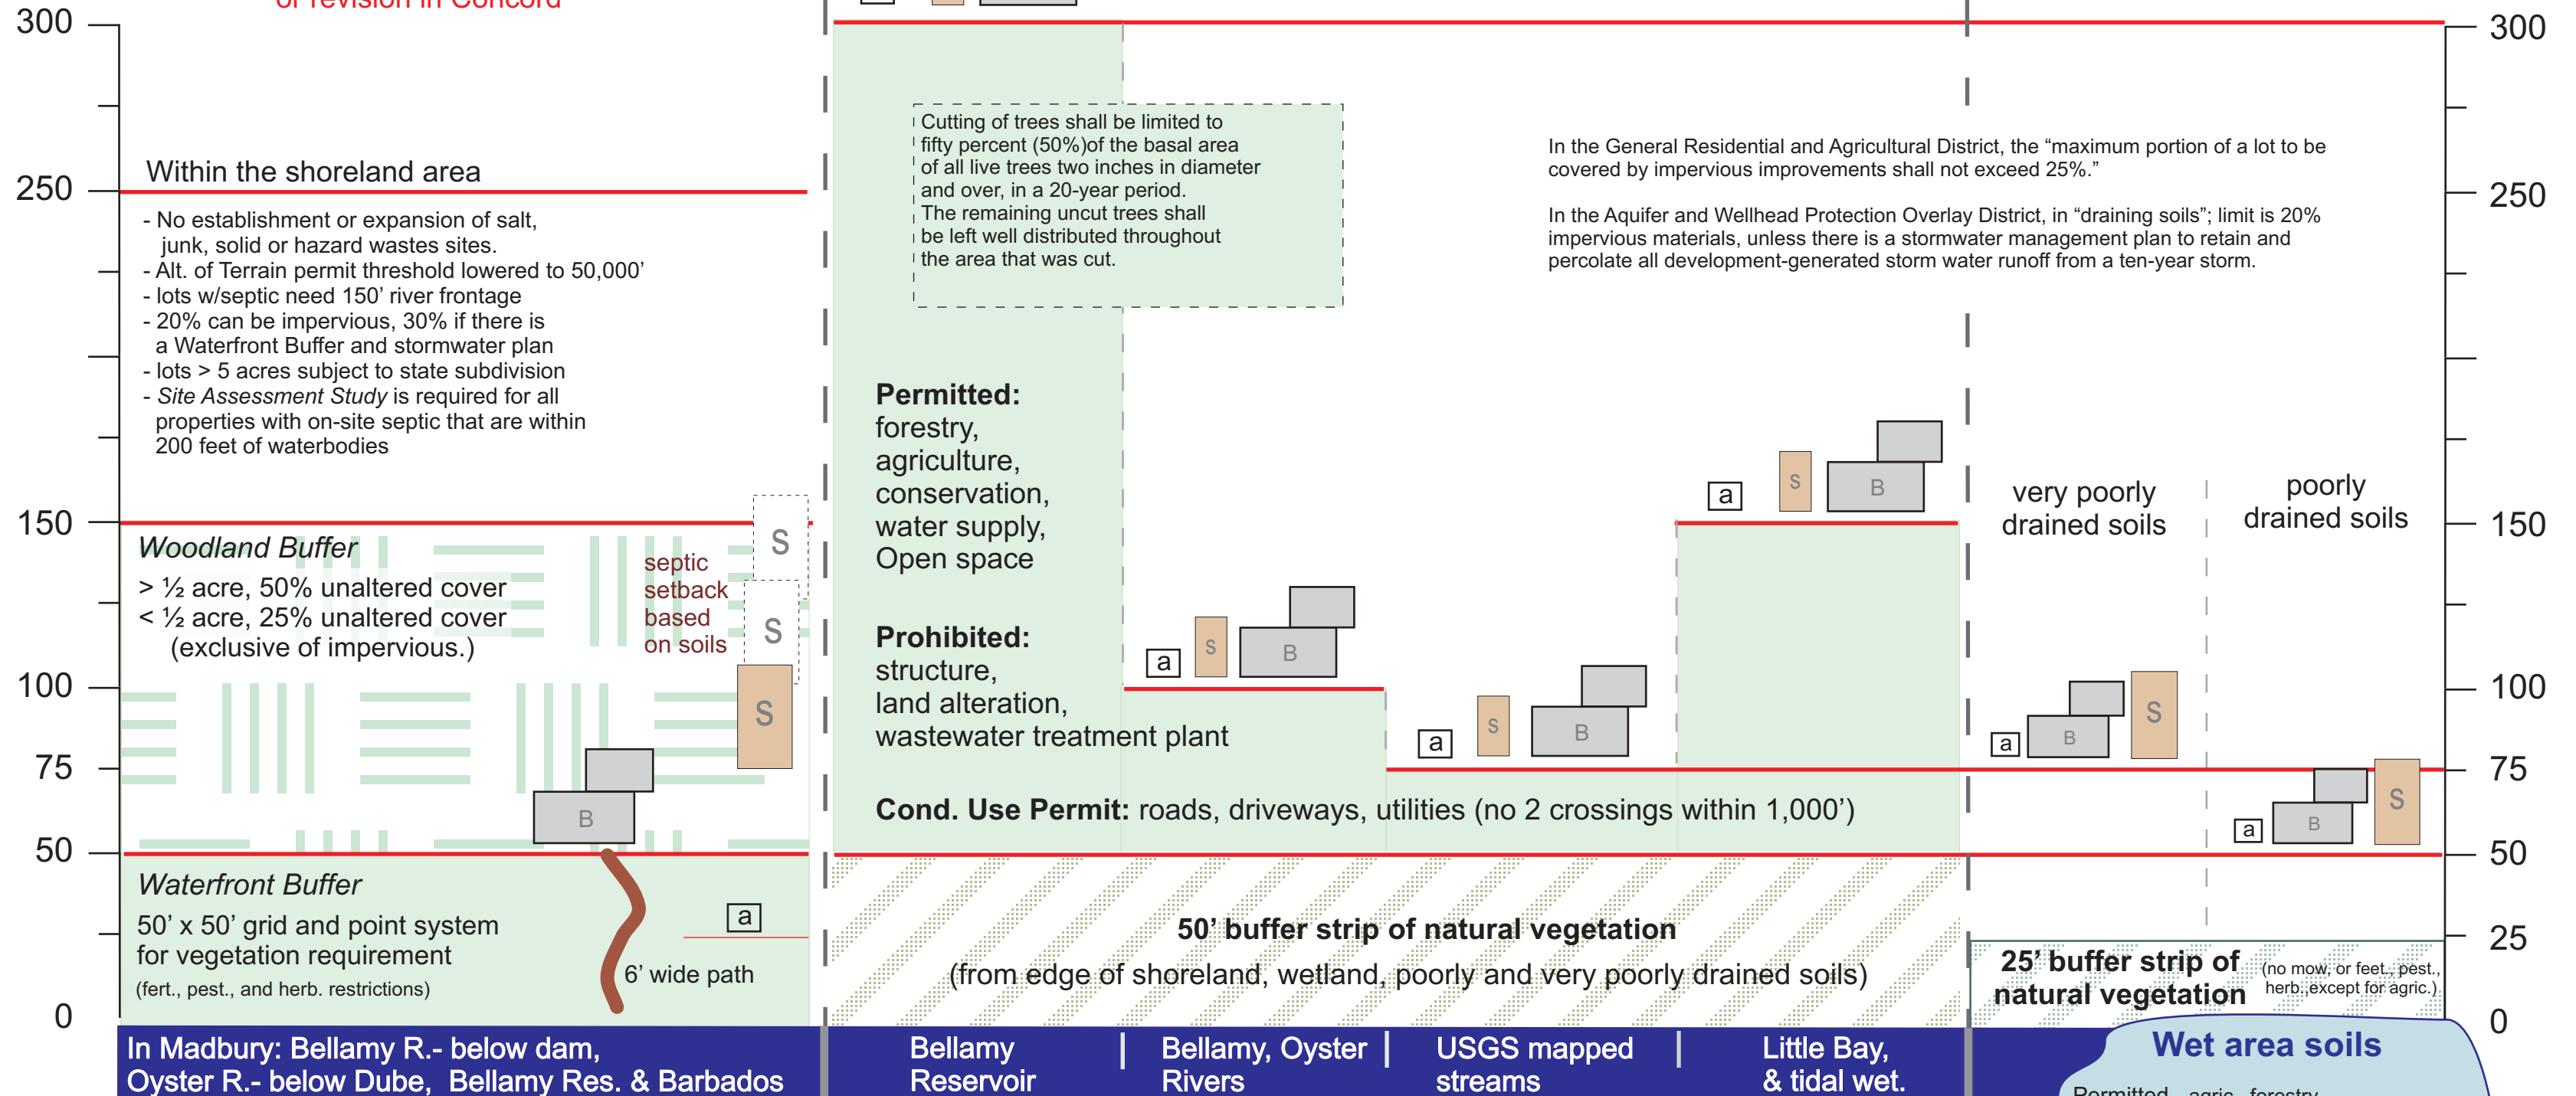 of revision in Concord
300
250
150
100
75
50
0
Within the shoreland area
- No establishment or expansion of salt,
junk, solid or hazard wastes sites.
- Alt. of Terrain permit threshold lowered to 50,000’
- lots w/septic need 150’ river frontage
- 20% can be impervious, 30% if there is
a Waterfront Buffer and stormwater plan
- lots > 5 acres subject to state subdivision
- Site Assessment Study is required for all
properties with on-site septic that are within
200 feet of waterbodies
Woodland Buffer
> ½ acre, 50% unaltered cover
< ½ acre, 25% unaltered cover
(exclusive of impervious.)
septic
setback
based
on soils
S
S
S
B
Waterfront Buffer
50’ x 50’ grid and point system
for vegetation requirement
(fert., pest., and herb. restrictions)
a
6’ wide path
Cutting of trees shall be limited to
fifty percent (50%)of the basal area
of all live trees two inches in diameter
and over, in a 20-year period.
The remaining uncut trees shall
be left well distributed throughout
the area that was cut.
Permitted:
forestry,
agriculture,
conservation,
water supply,
Open space
Prohibited:
structure,
land alteration,
wastewater treatment plant
Cond. Use Permit: roads, driveways, utilities (no 2 crossings within 1,000’)
a
S
B
a
S
B
a
S
B
In the General Residential and Agricultural District, the “maximum portion of a lot to be
covered by impervious improvements shall not exceed 25%.”
In the Aquifer and Wellhead Protection Overlay District, in “draining soils”; limit is 20%
impervious materials, unless there is a stormwater management plan to retain and
percolate all development-generated storm water runoff from a ten-year storm.
50’ buffer strip of natural vegetation
(from edge of shoreland, wetland, poorly and very poorly drained soils)
very poorly
drained soils
poorly
drained soils
a
B
S
a
B
S
25’ buffer strip of
natural vegetation
(no mow, or feet., pest.,
herb.,except for agric.)
300
250
150
100
75
50
25
0
In Madbury: Bellamy R.- below dam,
Oyster R.- below Dube, Bellamy Res. & Barbados
Bellamy
Reservoir
Bellamy, Oyster
Rivers
USGS mapped
streams
Little Bay,
& tidal wet.
Wet area soils
Permitted agric forestry